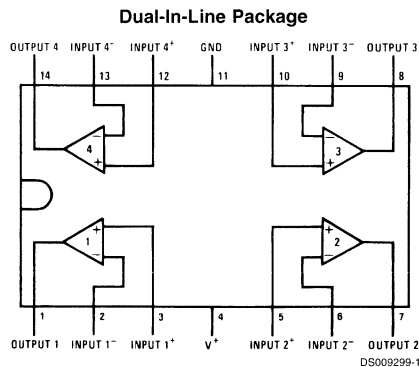 Dual-In-Line Package
OUTPUT 4 INPUT 4⁻ INPUT 4⁺ GND INPUT 3⁺ INPUT 3⁻ OUTPUT 3
14 13 12 11 10 9 8
4 − +
3 − +
1 + −
2 + −
1 2 3 4 5 6 7
OUTPUT 1 INPUT 1⁻ INPUT 1⁺ V⁺ INPUT 2⁺ INPUT 2⁻ OUTPUT 2
DS009299-1